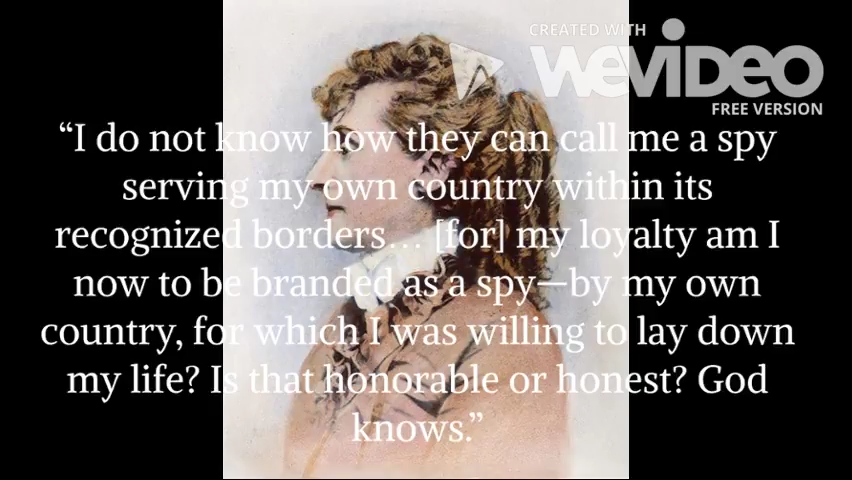 CREATED WITH
WeVideo
FREE VERSION
“I do not know how they can call me a spy
serving my own country within its
recognized borders… [for] my loyalty am I
now to be branded as a spy—by my own
country, for which I was willing to lay down
my life? Is that honorable or honest? God
knows.”